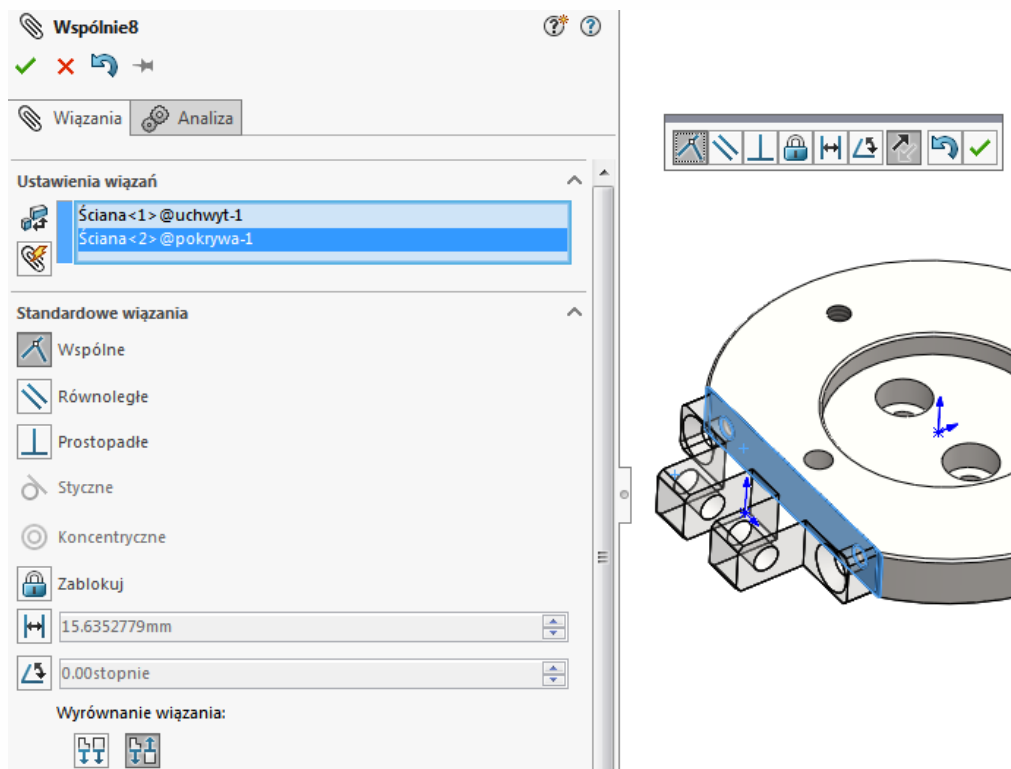 Wspólnie8
Wiązania
Analiza
Ustawienia wiązań
Ściana<1>@uchwyt-1
Ściana<2>@pokrywa-1
Standardowe wiązania
Wspólne
Równoległe
Prostopadłe
Styczne
Koncentryczne
Zablokuj
15.6352779mm
0.00stopnie
Wyrównanie wiązania: